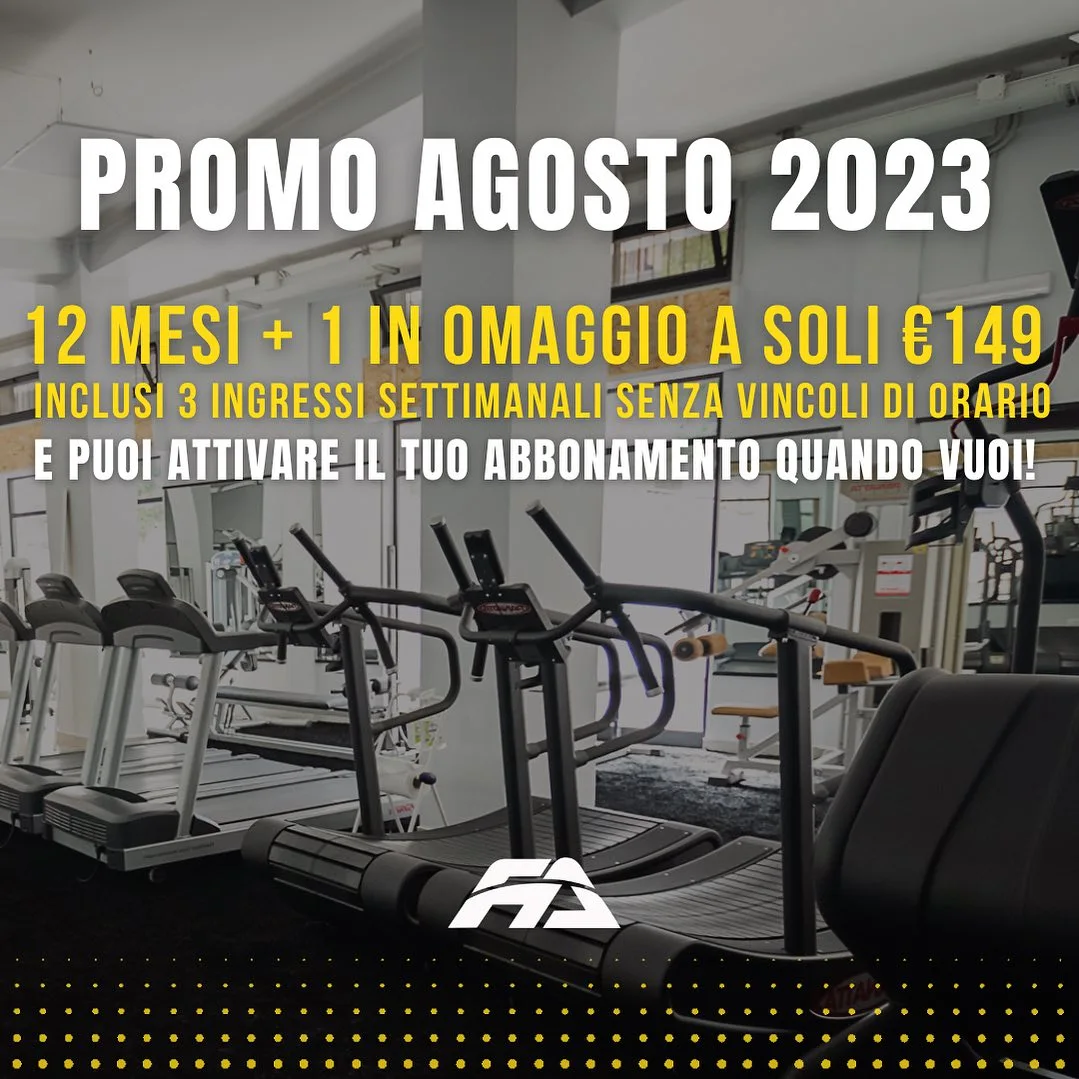 PROMO AGOSTO 2023
12 MESI + 1 IN OMAGGIO A SOLI €149
INCLUSI 3 INGRESSI SETTIMANALI SENZA VINCOLI DI ORARIO
E PUOI ATTIVARE IL TUO ABBONAMENTO QUANDO VUOI!